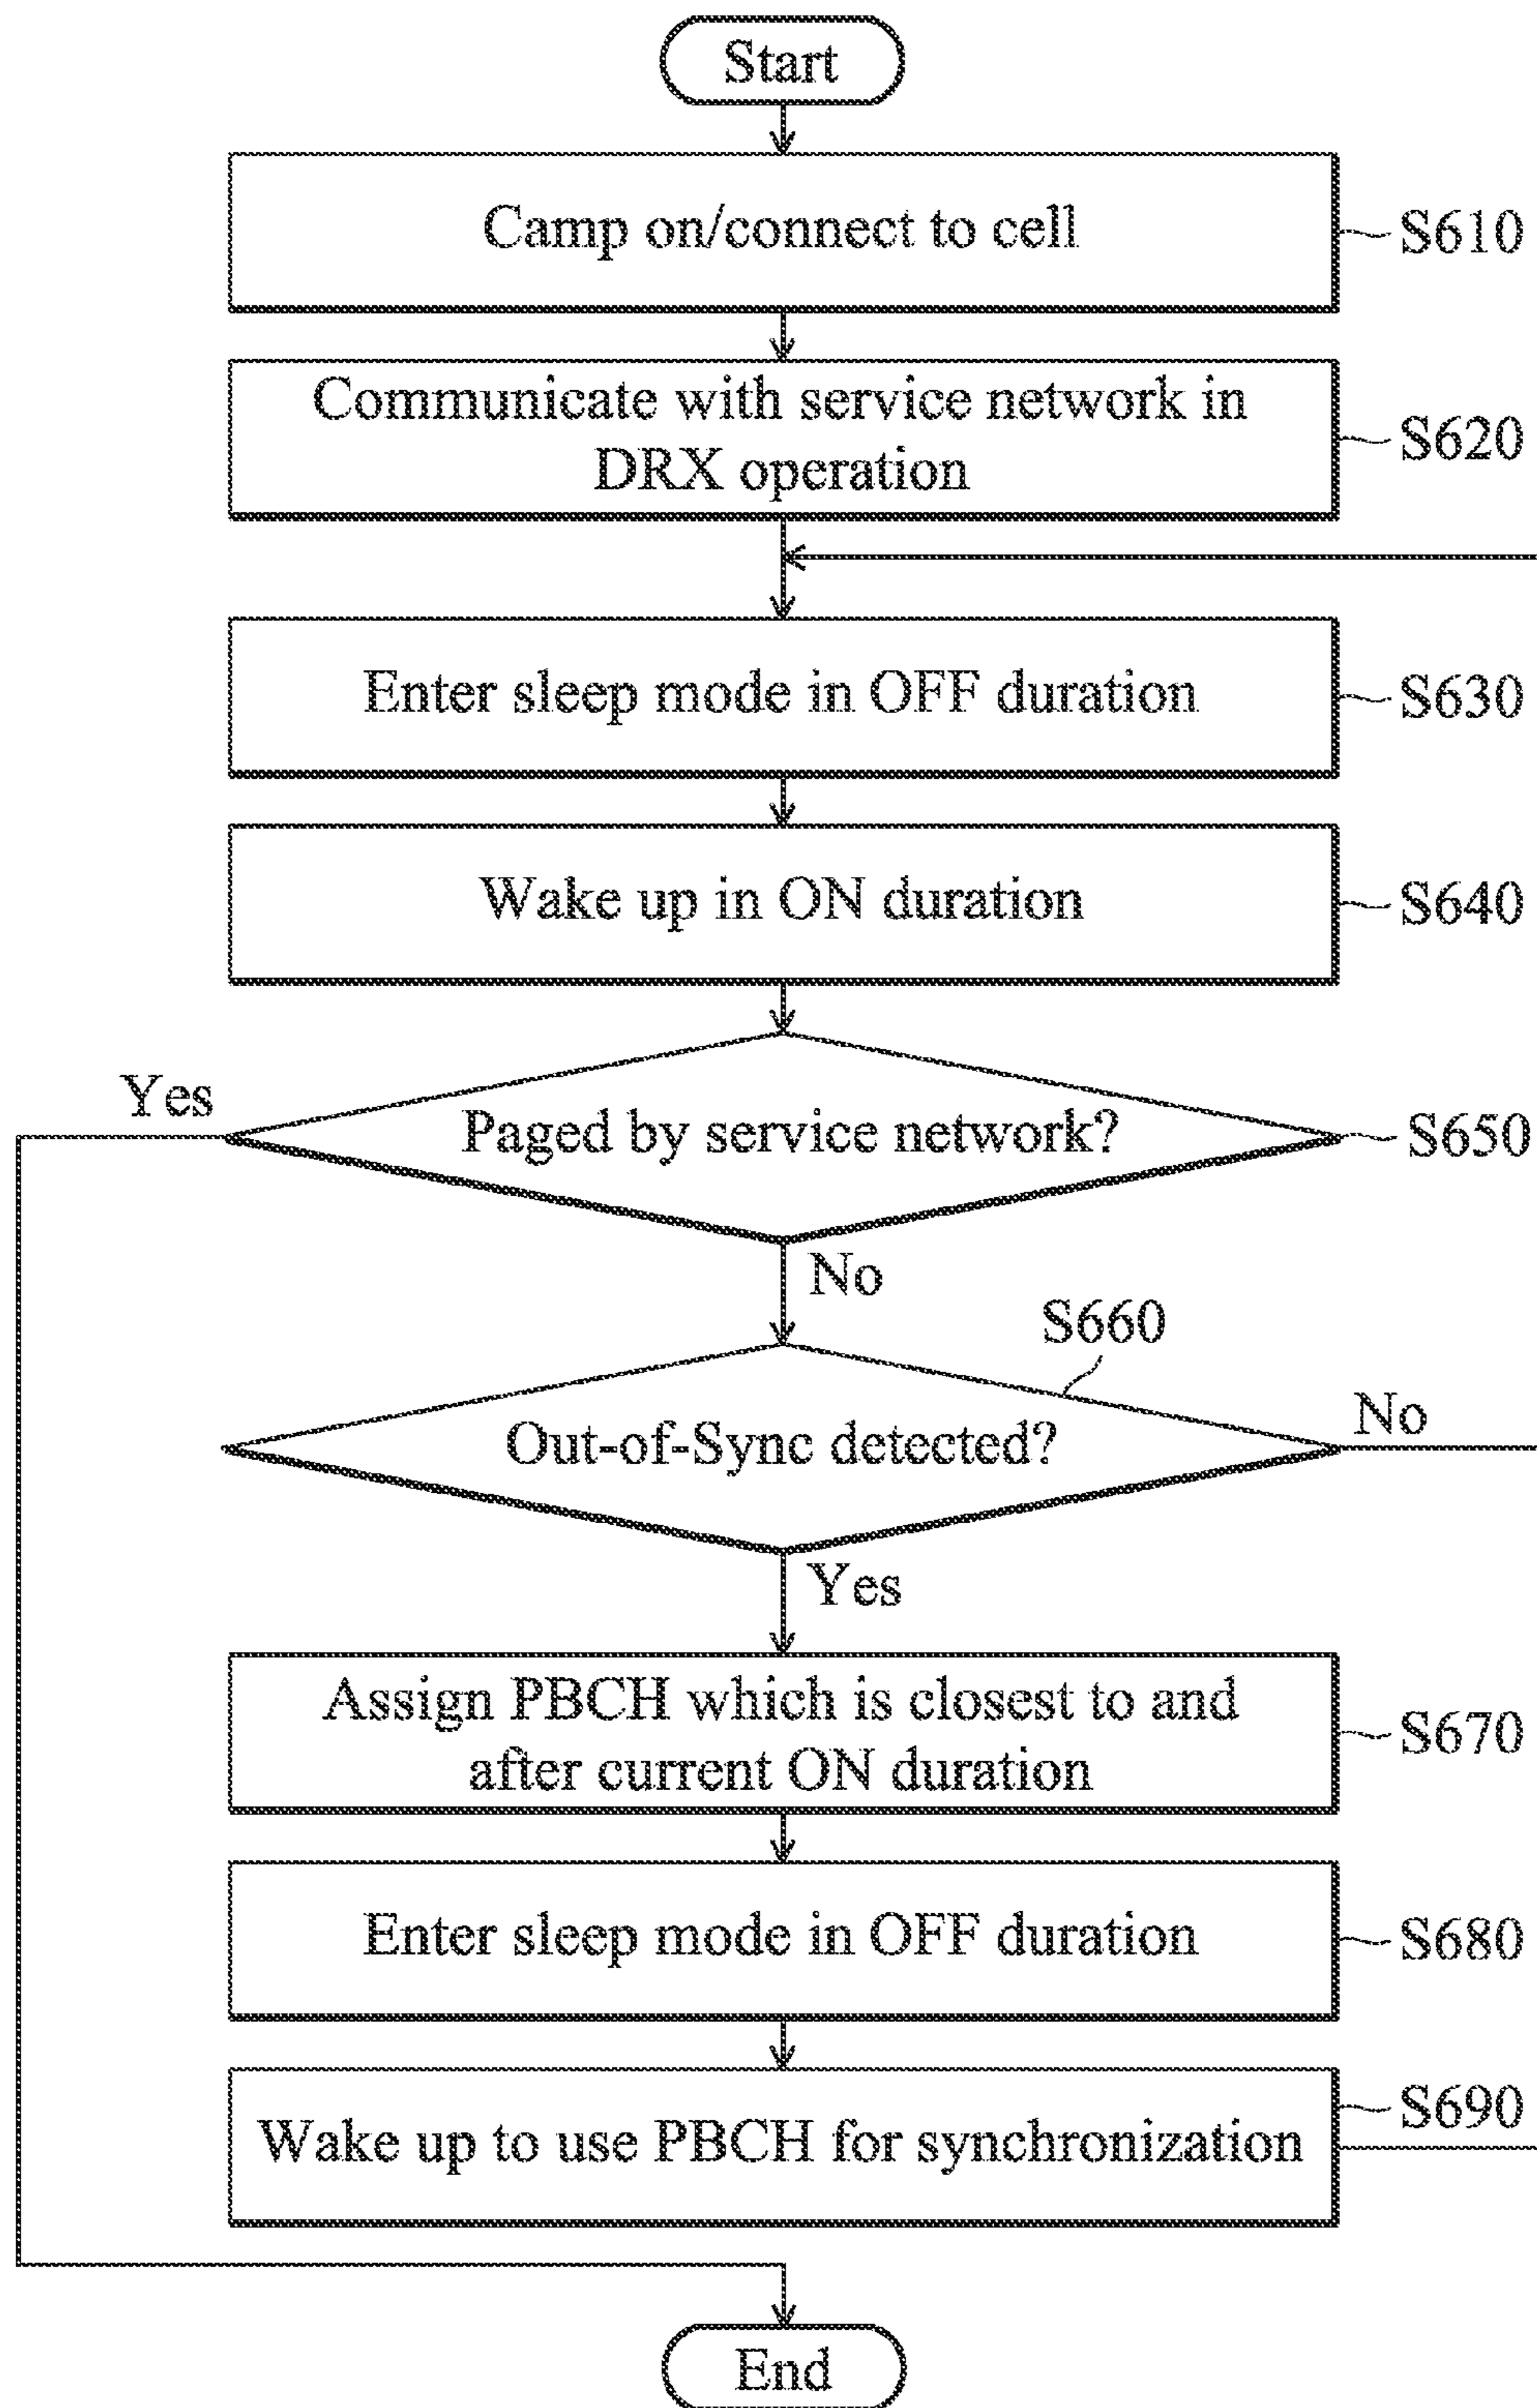 Start
Camp on/connect to cell
S610
Communicate with service network in
DRX operation
S620
Enter sleep mode in OFF duration
S630
Wake up in ON duration
S640
Yes
Paged by service network?
S650
No
S660
Out-of-Sync detected?
No
Yes
Assign PBCH which is closest to and
after current ON duration
S670
Enter sleep mode in OFF duration
S680
Wake up to use PBCH for synchronization
S690
End